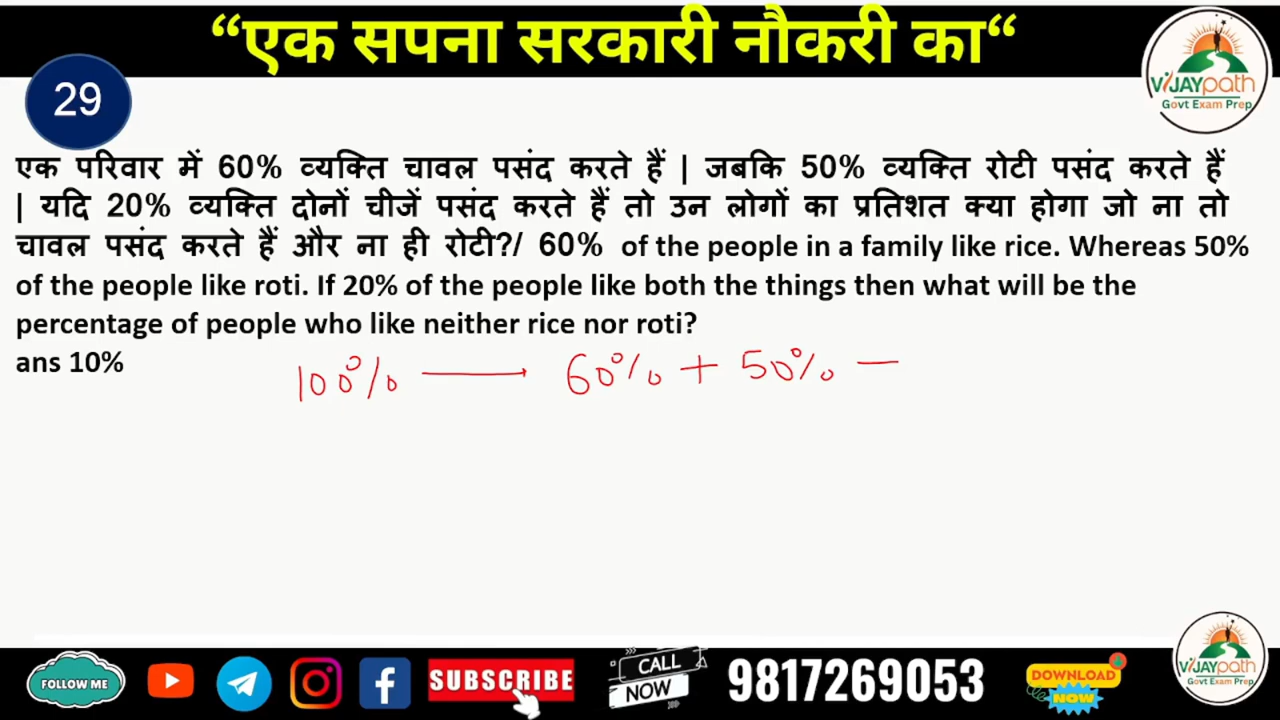 “एक सपना सरकारी नौकरी का“
29
VIJAYpath
Govt Exam Prep
एक परिवार में 60% व्यक्ति चावल पसंद करते हैं | जबकि 50% व्यक्ति रोटी पसंद करते हैं
| यदि 20% व्यक्ति दोनों चीजें पसंद करते हैं तो उन लोगों का प्रतिशत क्या होगा जो ना तो
चावल पसंद करते हैं और ना ही रोटी?/ 60% of the people in a family like rice. Whereas 50%
of the people like roti. If 20% of the people like both the things then what will be the
percentage of people who like neither rice nor roti?
ans 10%
100% — 60% + 50% —
FOLLOW ME
SUBSCRIBE
CALL
NOW
9817269053
DOWNLOAD
NOW
VIJAYpath
Govt Exam Prep